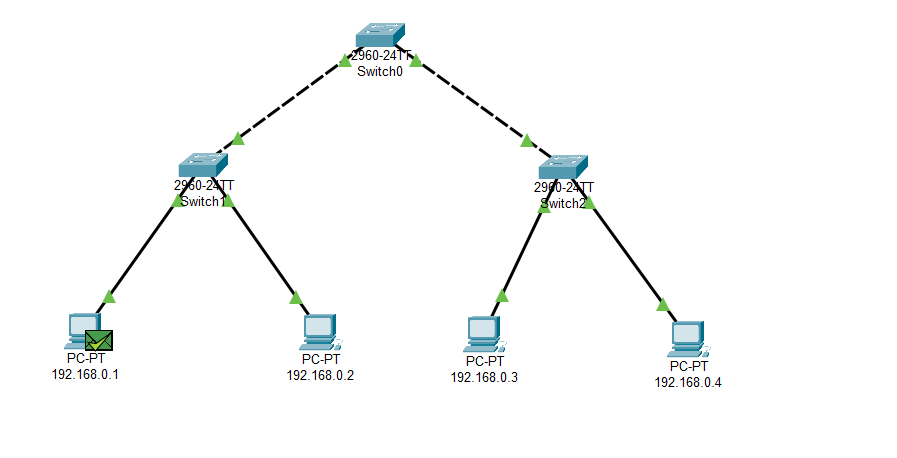 2960-24TT
Switch0
2960-24TT
Switch1
2960-24TT
Switch2
PC-PT
192.168.0.1
PC-PT
192.168.0.2
PC-PT
192.168.0.3
PC-PT
192.168.0.4